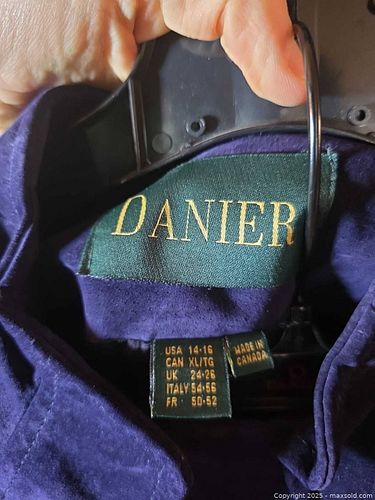 DANIER
USA 14-16
CAN XL/TG
UK 24-26
ITALY 54-56
FR 50-52
MADE IN
CANADA
Copyright 2025 - maxsold.com